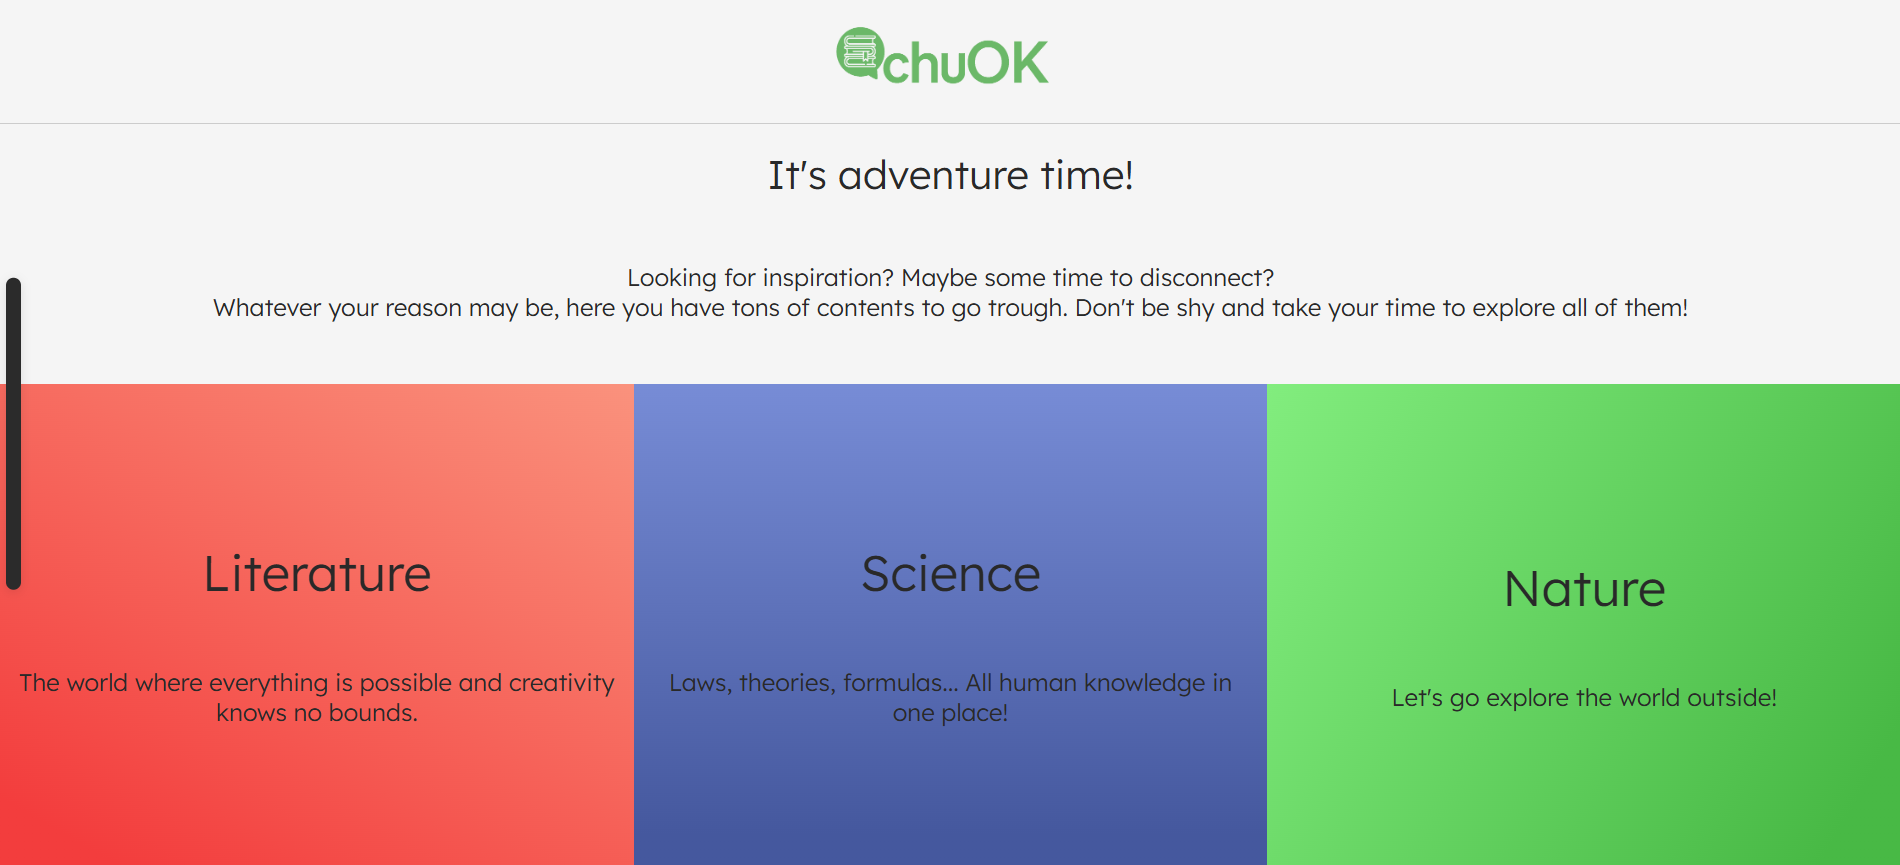 chuOK
It's adventure time!
Looking for inspiration? Maybe some time to disconnect?
Whatever your reason may be, here you have tons of contents to go trough. Don't be shy and take your time to explore all of them!
Literature
The world where everything is possible and creativity
knows no bounds.
Science
Laws, theories, formulas... All human knowledge in
one place!
Nature
Let's go explore the world outside!